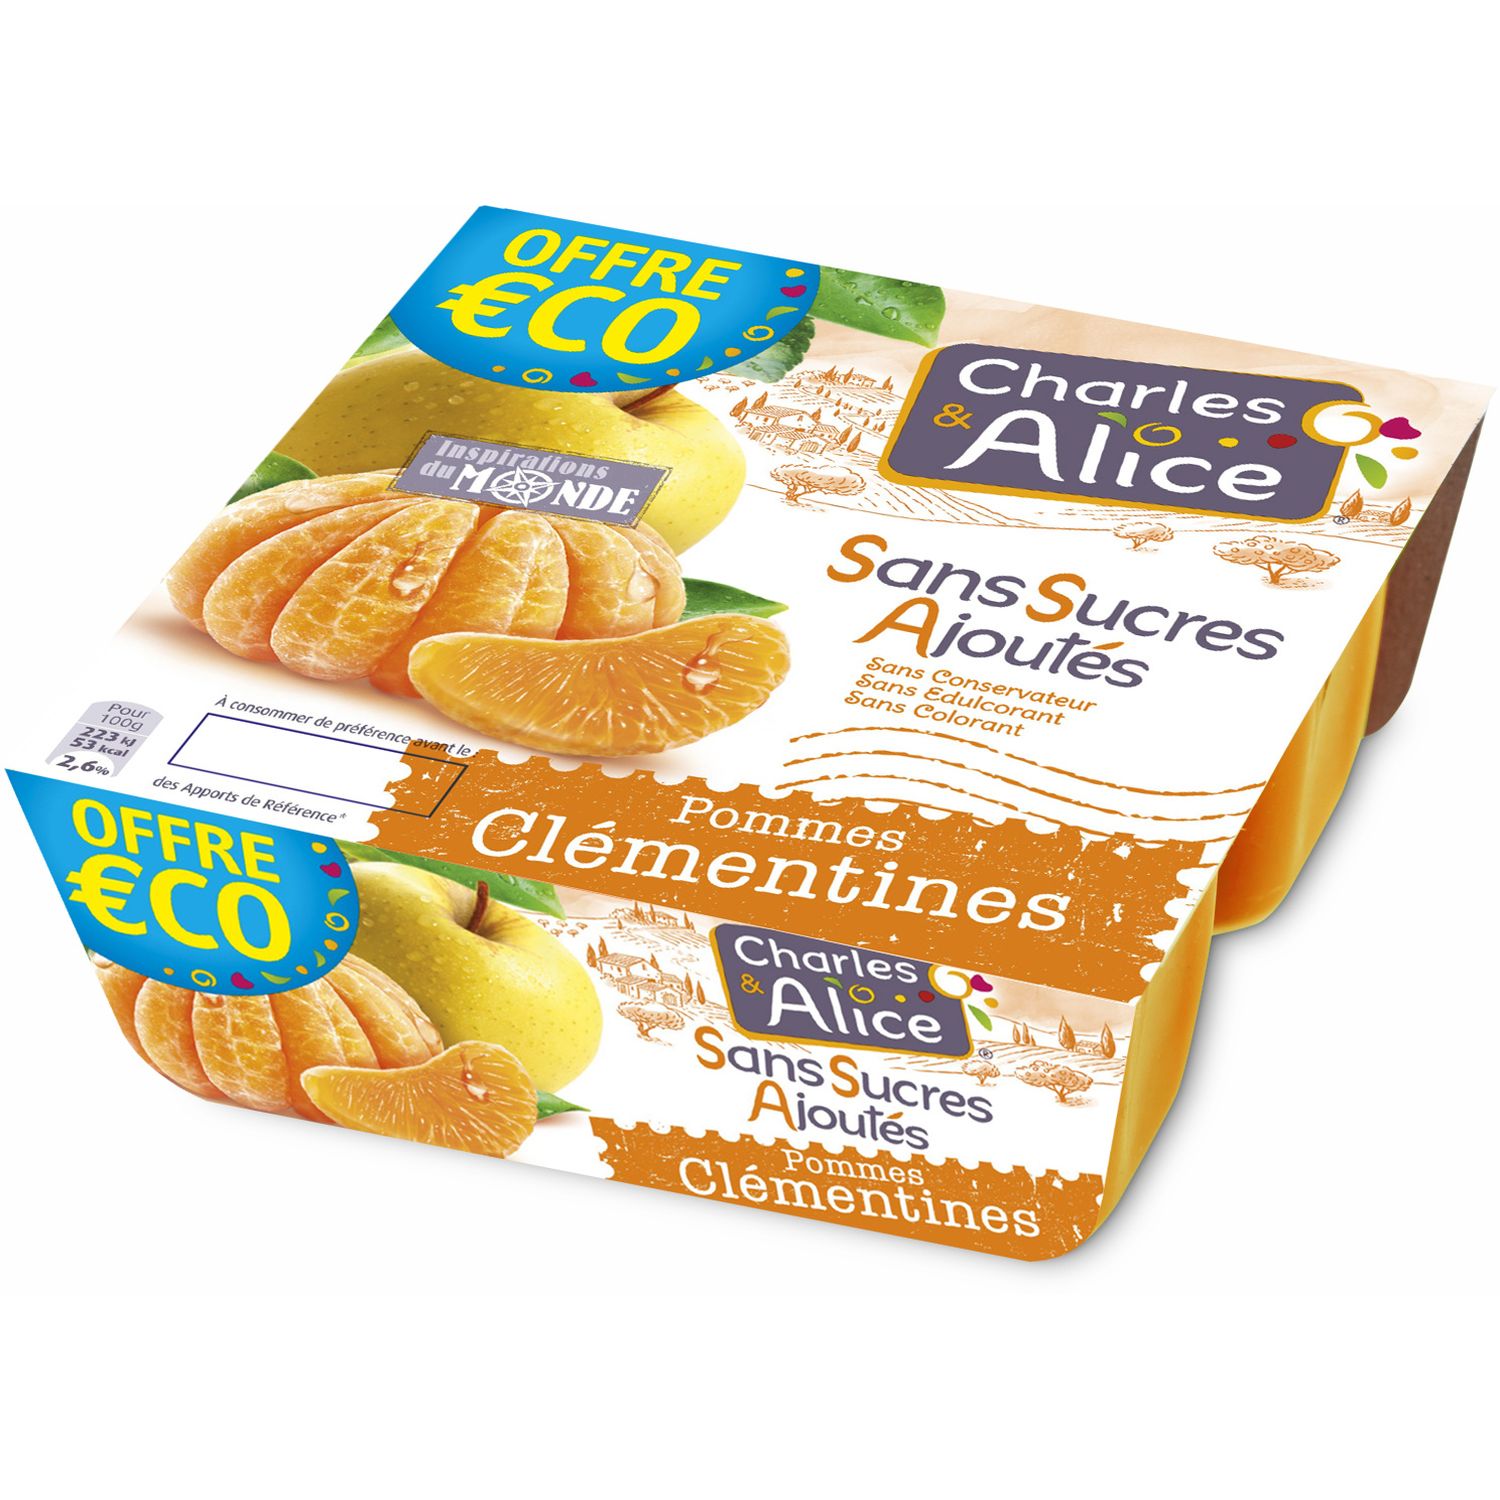 OFFRE
€CO
Charles
& Alice
®
Inspirations
du MONDE
Sans Sucres
Ajoutés
Sans Conservateur
Sans Edulcorant
Sans Colorant
Pour
100g
223 kJ
53 kcal
2,6%
À consommer de préférence avant le :
des Apports de Référence*
Pommes
Clémentines
OFFRE
€CO
Charles
& Alice
®
Sans Sucres
Ajoutés
Pommes
Clémentines